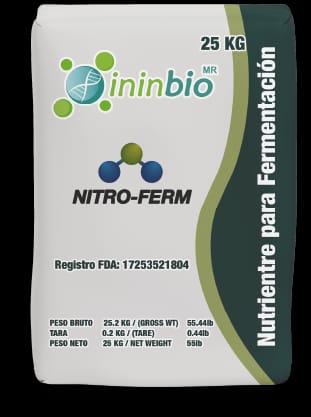 25 KG
ininbio MR
NITRO-FERM
Nutrientre para Fermentación
Registro FDA: 17253521804
PESO BRUTO 25.2 KG / (GROSS WT) 55.44lb
TARA 0.2 KG / (TARE) 0.44lb
PESO NETO 25 KG / NET WEIGHT 55lb